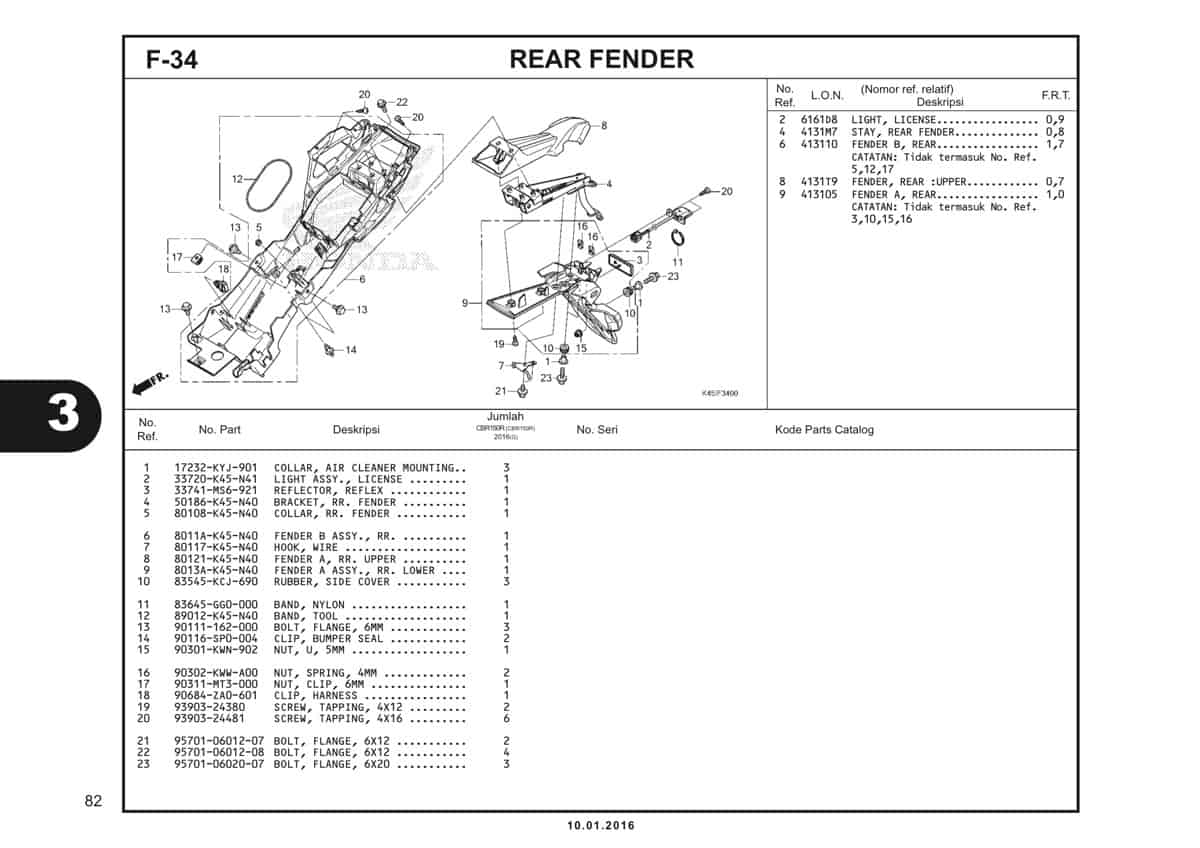 F-34 REAR FENDER
20
22
20
8
12
4
20
13 5
16
16
2
17
3 11
18
6
23
9
1
13
13
10
19
10 15
14
1
7
23
21
FR.
HONDA
K45F3400
No. Ref. L.O.N. (Nomor ref. relatif) Deskripsi F.R.T.
2 6161D8 LIGHT, LICENSE................ 0,9
4 4131M7 STAY, REAR FENDER............. 0,8
6 413110 FENDER B, REAR................ 1,7
CATATAN: Tidak termasuk No. Ref.
5,12,17
8 4131T9 FENDER, REAR :UPPER........... 0,7
9 413105 FENDER A, REAR................ 1,0
CATATAN: Tidak termasuk No. Ref.
3,10,15,16
3
No. Ref. No. Part Deskripsi Jumlah CBR150R (CBR150R) 2016(G) No. Seri Kode Parts Catalog
1 17232-KYJ-901 COLLAR, AIR CLEANER MOUNTING.. 3
2 33720-K45-N41 LIGHT ASSY., LICENSE ......... 1
3 33741-MS6-921 REFLECTOR, REFLEX ............ 1
4 50186-K45-N40 BRACKET, RR. FENDER .......... 1
5 80108-K45-N40 COLLAR, RR. FENDER ........... 1
6 8011A-K45-N40 FENDER B ASSY., RR. .......... 1
7 80117-K45-N40 HOOK, WIRE ................... 1
8 80121-K45-N40 FENDER A, RR. UPPER .......... 1
9 8013A-K45-N40 FENDER A ASSY., RR. LOWER .... 1
10 83545-KCJ-690 RUBBER, SIDE COVER ........... 3
11 83645-GG0-000 BAND, NYLON .................. 1
12 89012-K45-N40 BAND, TOOL ................... 1
13 90111-162-000 BOLT, FLANGE, 6MM ............ 3
14 90116-SP0-004 CLIP, BUMPER SEAL ............ 2
15 90301-KWN-902 NUT, U, 5MM .................. 1
16 90302-KWW-A00 NUT, SPRING, 4MM ............. 2
17 90311-MT3-000 NUT, CLIP, 6MM ............... 1
18 90684-ZA0-601 CLIP, HARNESS ................ 1
19 93903-24380 SCREW, TAPPING, 4X12 ......... 2
20 93903-24481 SCREW, TAPPING, 4X16 ......... 6
21 95701-06012-07 BOLT, FLANGE, 6X12 ........... 2
22 95701-06012-08 BOLT, FLANGE, 6X12 ........... 4
23 95701-06020-07 BOLT, FLANGE, 6X20 ........... 3
82
10.01.2016